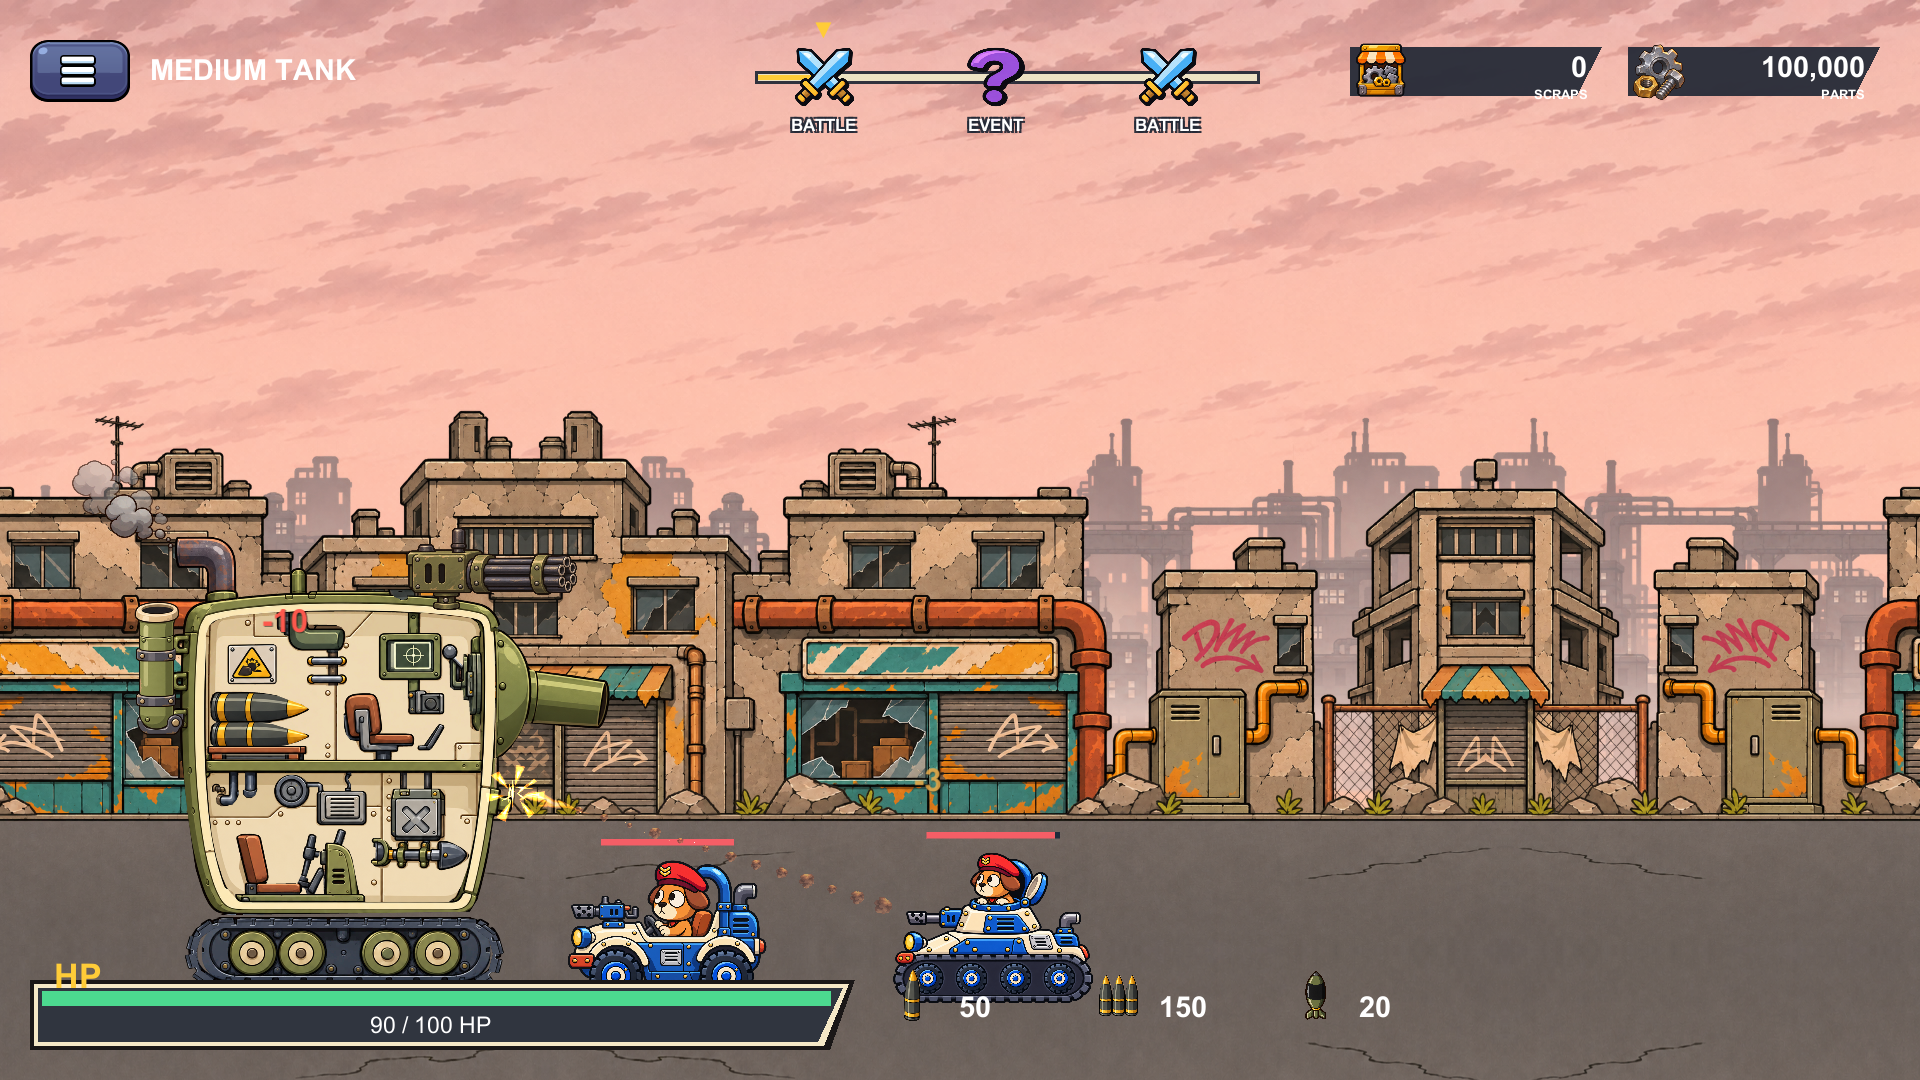 MEDIUM TANK
BATTLE
EVENT
BATTLE
0
SCRAPS
100,000
PARTS
-10
3
HP
90 / 100 HP
50
150
20